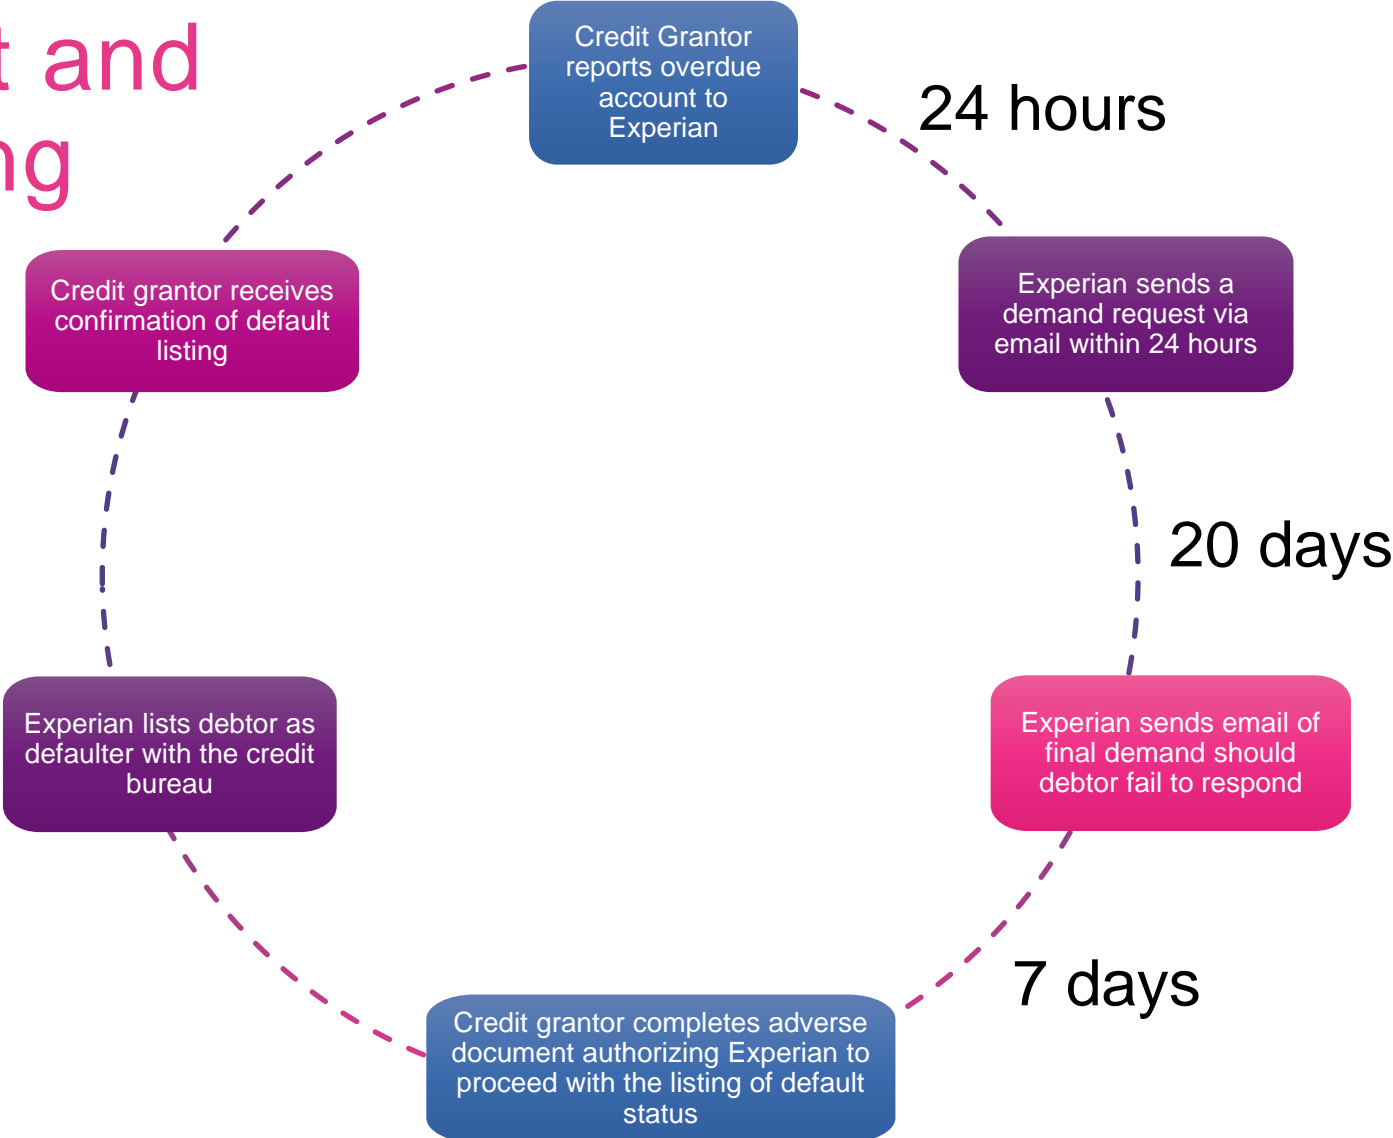 t and
ng
Credit Grantor
reports overdue
account to
Experian
24 hours
Experian sends a
demand request via
email within 24 hours
20 days
Experian sends email of
final demand should
debtor fail to respond
7 days
Credit grantor completes adverse
document authorizing Experian to
proceed with the listing of default
status
Experian lists debtor as
defaulter with the credit
bureau
Credit grantor receives
confirmation of default
listing